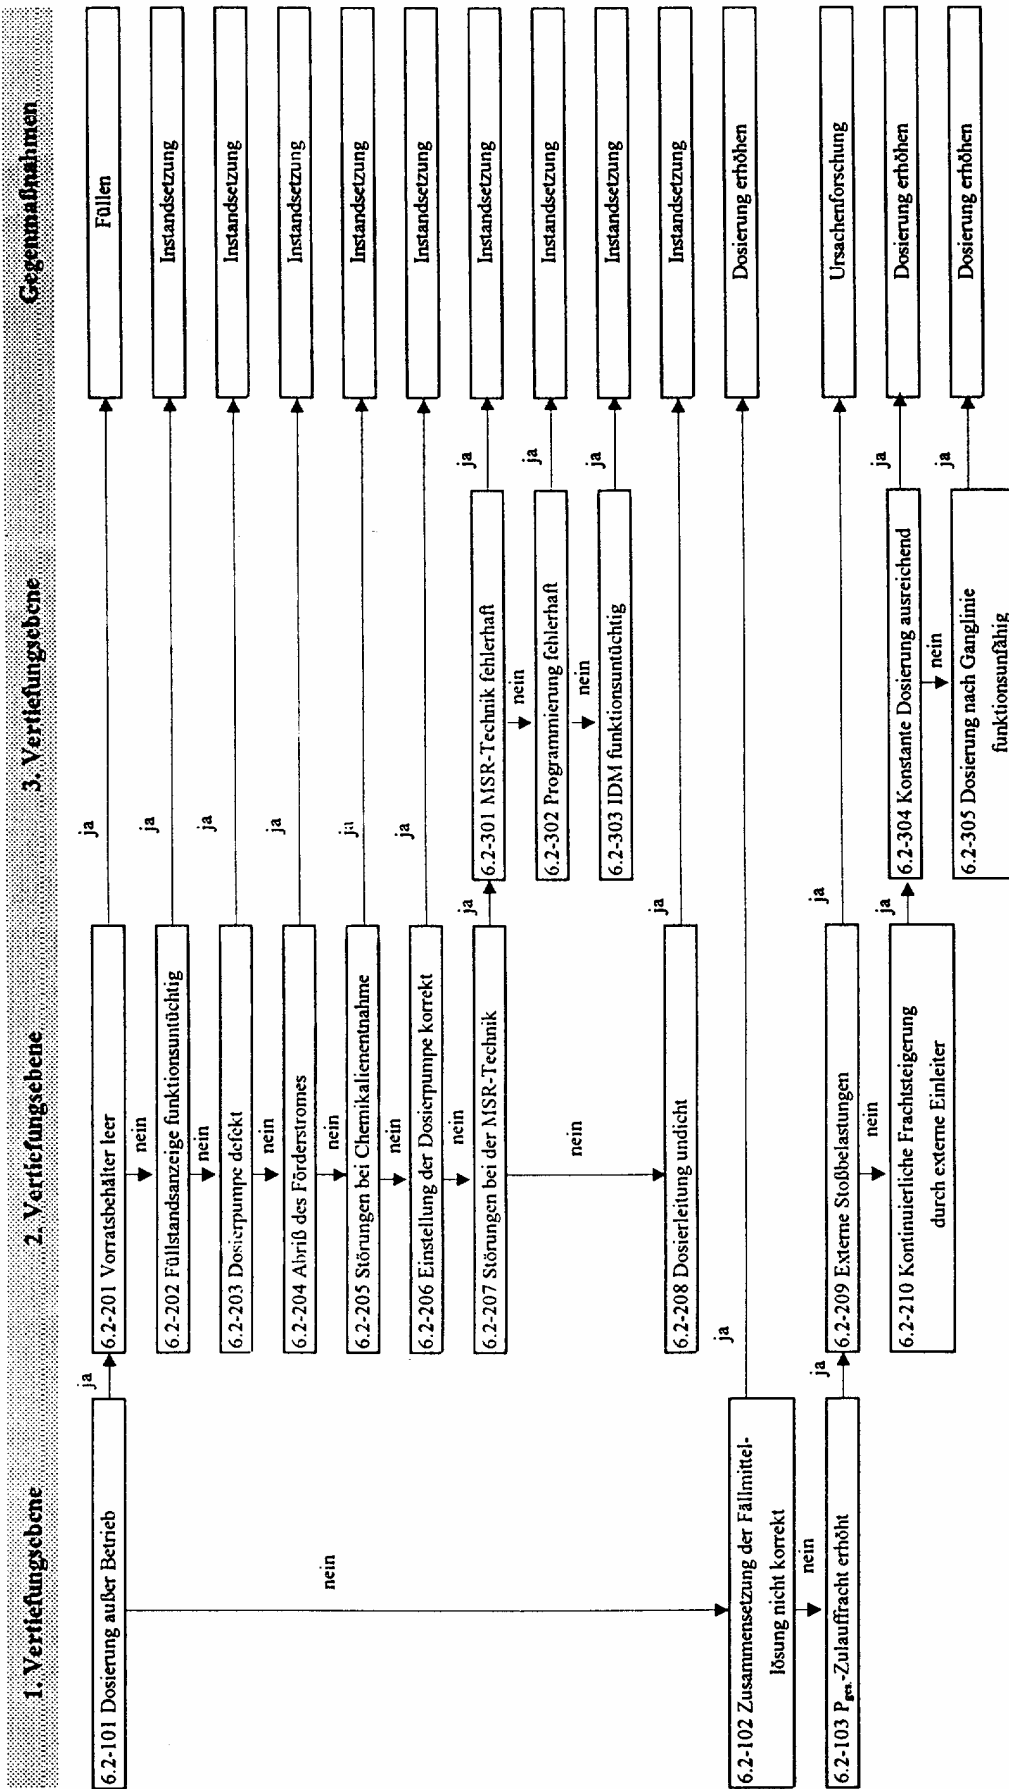 1. Vertiefungsebene
2. Vertiefungsebene
3. Vertiefungsebene
Gegenmaßnahmen
6.2-101 Dosierung außer Betrieb
ja
6.2-201 Vorratsbehälter leer
ja
Füllen
nein
6.2-202 Füllstandsanzeige funktionsuntüchtig
ja
Instandsetzung
nein
6.2-203 Dosierpumpe defekt
ja
Instandsetzung
nein
6.2-204 Abriß des Förderstromes
ja
Instandsetzung
nein
6.2-205 Störungen bei Chemikalienentnahme
ja
Instandsetzung
nein
6.2-206 Einstellung der Dosierpumpe korrekt
ja
Instandsetzung
nein
6.2-207 Störungen bei der MSR-Technik
ja
6.2-301 MSR-Technik fehlerhaft
ja
Instandsetzung
nein
6.2-302 Programmierung fehlerhaft
ja
Instandsetzung
nein
6.2-303 IDM funktionsuntüchtig
ja
Instandsetzung
nein
6.2-208 Dosierleitung undicht
ja
Instandsetzung
nein
6.2-102 Zusammensetzung der Fällmittel-
lösung nicht korrekt
ja
Dosierung erhöhen
nein
6.2-103 Pges.-Zulauffracht erhöht
ja
6.2-209 Externe Stoßbelastungen
ja
Ursachenforschung
nein
6.2-210 Kontinuierliche Frachtsteigerung
durch externe Einleiter
ja
6.2-304 Konstante Dosierung ausreichend
ja
Dosierung erhöhen
nein
6.2-305 Dosierung nach Ganglinie
funktionsunfähig
ja
Dosierung erhöhen